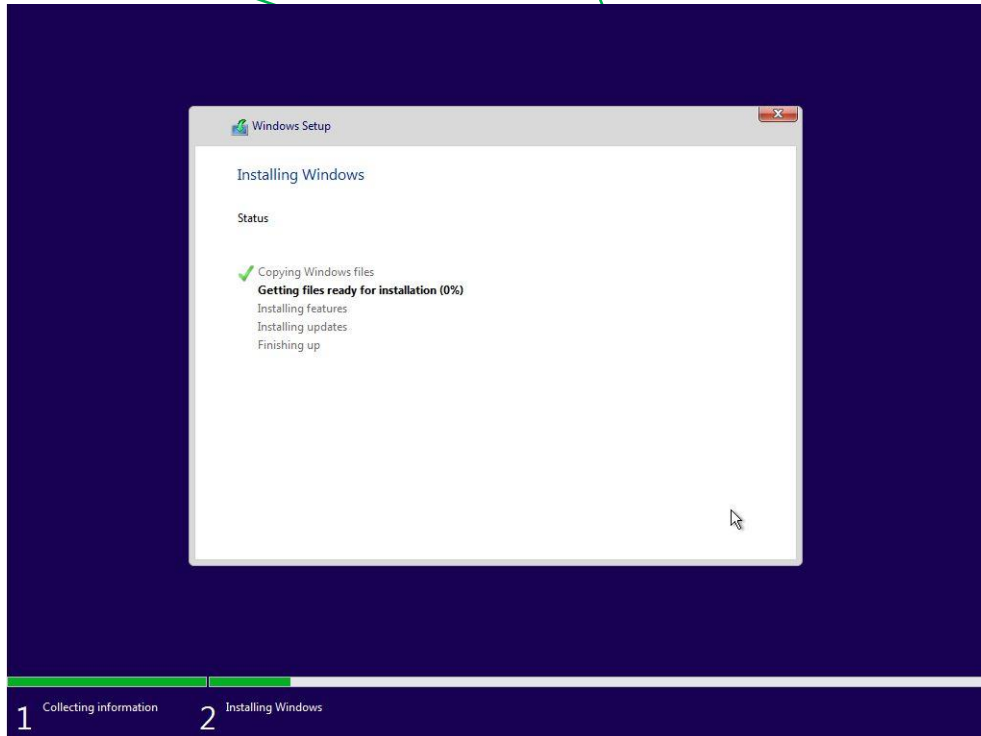 Windows Setup
Installing Windows
Status
Copying Windows files
Getting files ready for installation (0%)
Installing features
Installing updates
Finishing up
1 Collecting information 2 Installing Windows